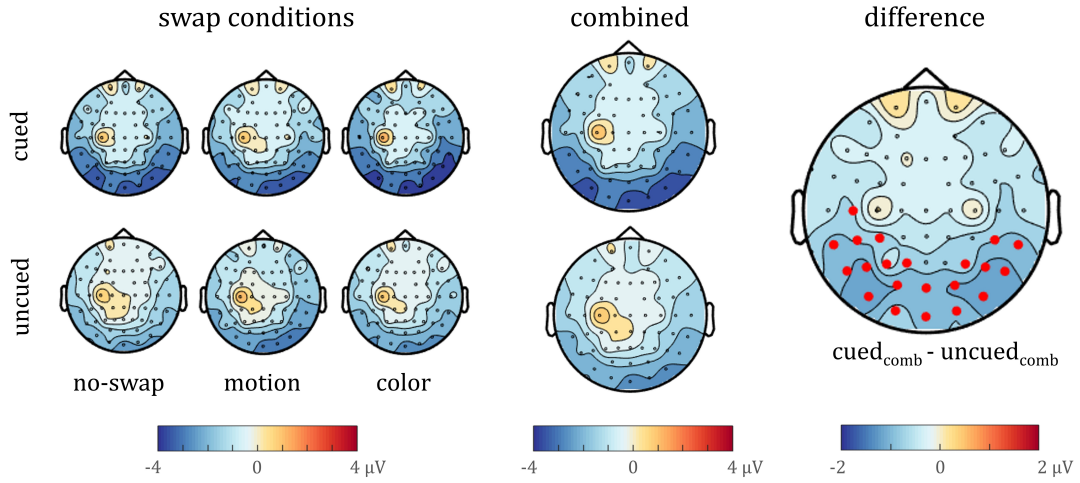 swap conditions
combined
difference
cued
uncued
no-swap
motion
color
cued_comb - uncued_comb
-4
0
4 μV
-4
0
4 μV
-2
0
2 μV